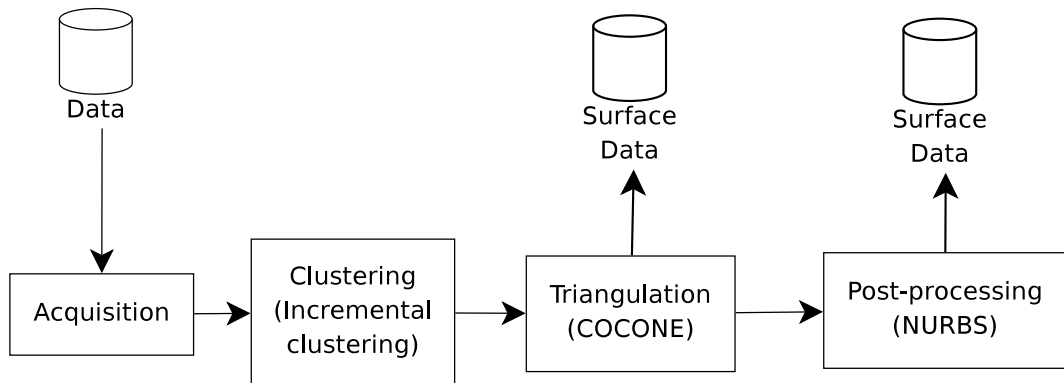 Data
Surface
Data
Surface
Data
Acquisition
Clustering
(Incremental
clustering)
Triangulation
(COCONE)
Post-processing
(NURBS)